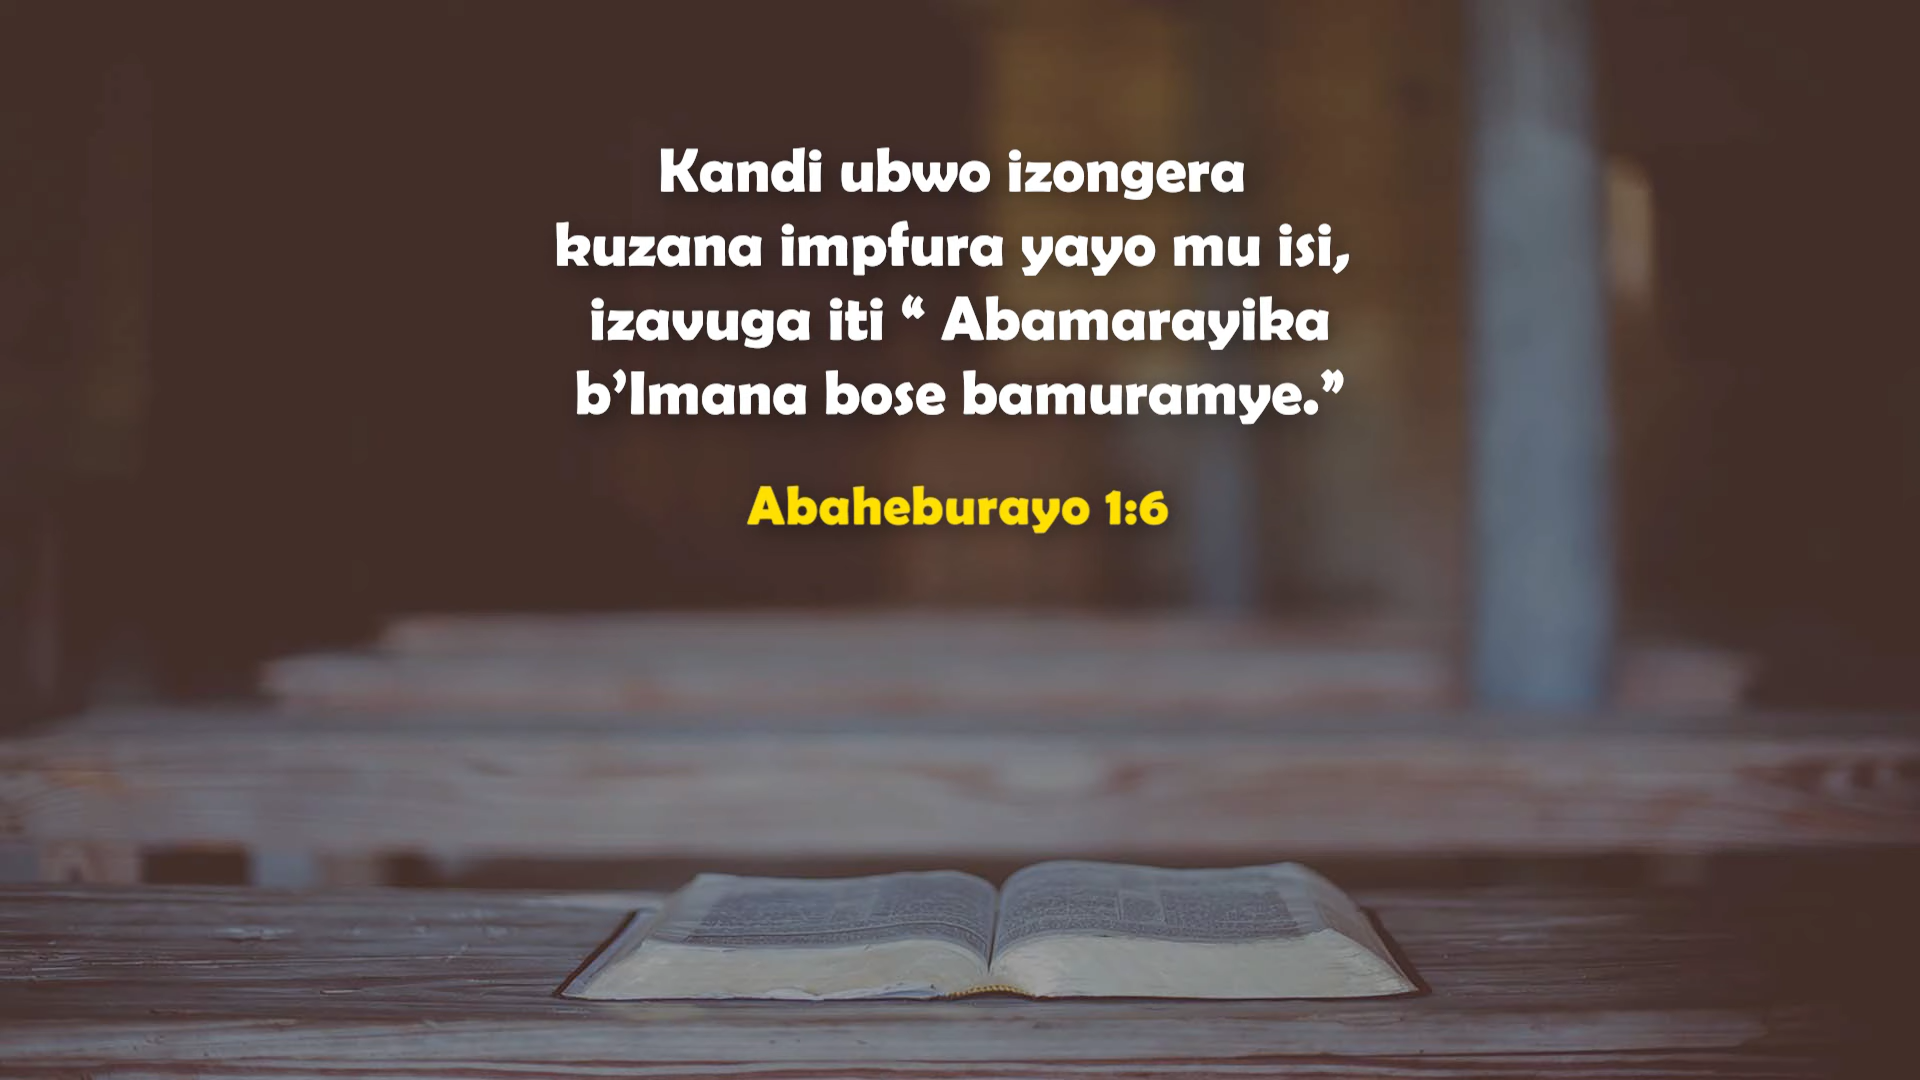 Kandi ubwo izongera
kuzana impfura yayo mu isi,
izavuga iti “ Abamarayika
b’Imana bose bamuramye.”
Abaheburayo 1:6